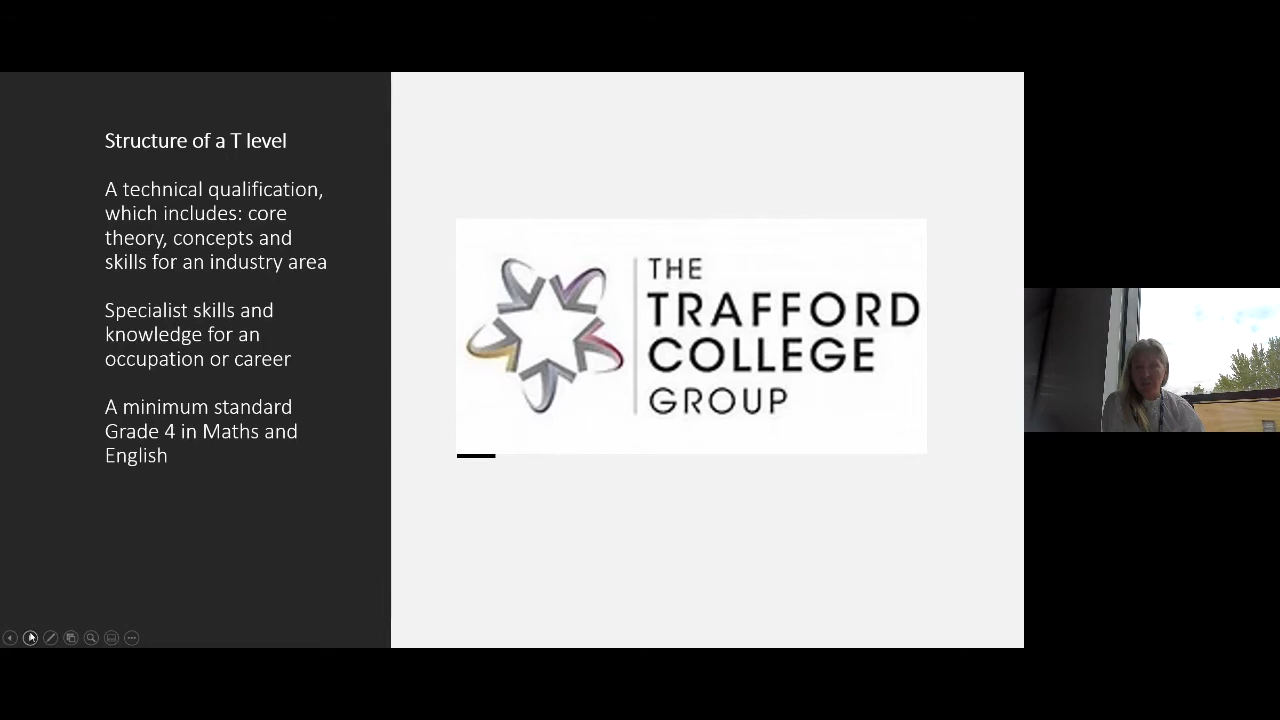 Structure of a T level
A technical qualification,
which includes: core
theory, concepts and
skills for an industry area
Specialist skills and
knowledge for an
occupation or career
A minimum standard
Grade 4 in Maths and
English
THE
TRAFFORD
COLLEGE
GROUP